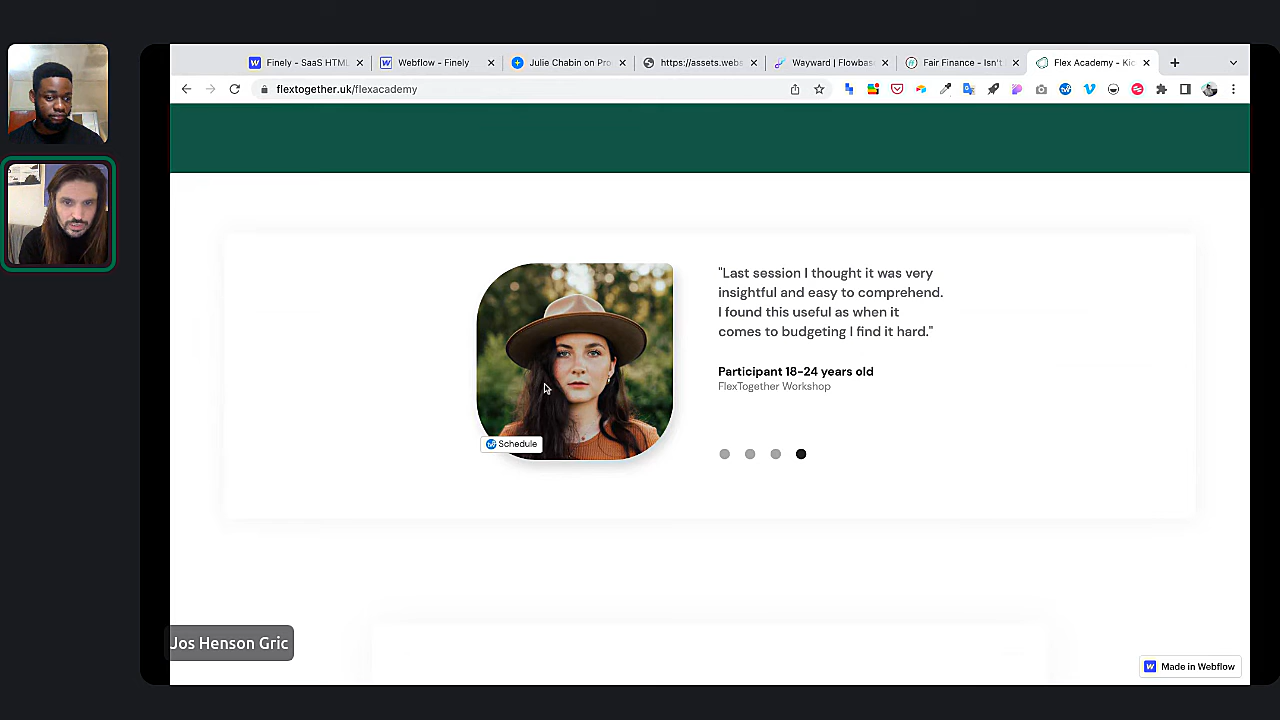 Finely - SaaS HTML
Webflow - Finely
Julie Chabin on Pro
https://assets.webs
Wayward | Flowbas
Fair Finance - Isn't
Flex Academy - Kic
flextogether.uk/flexacademy
"Last session I thought it was very
insightful and easy to comprehend.
I found this useful as when it
comes to budgeting I find it hard."
Participant 18-24 years old
FlexTogether Workshop
Schedule
Jos Henson Gric
Made in Webflow